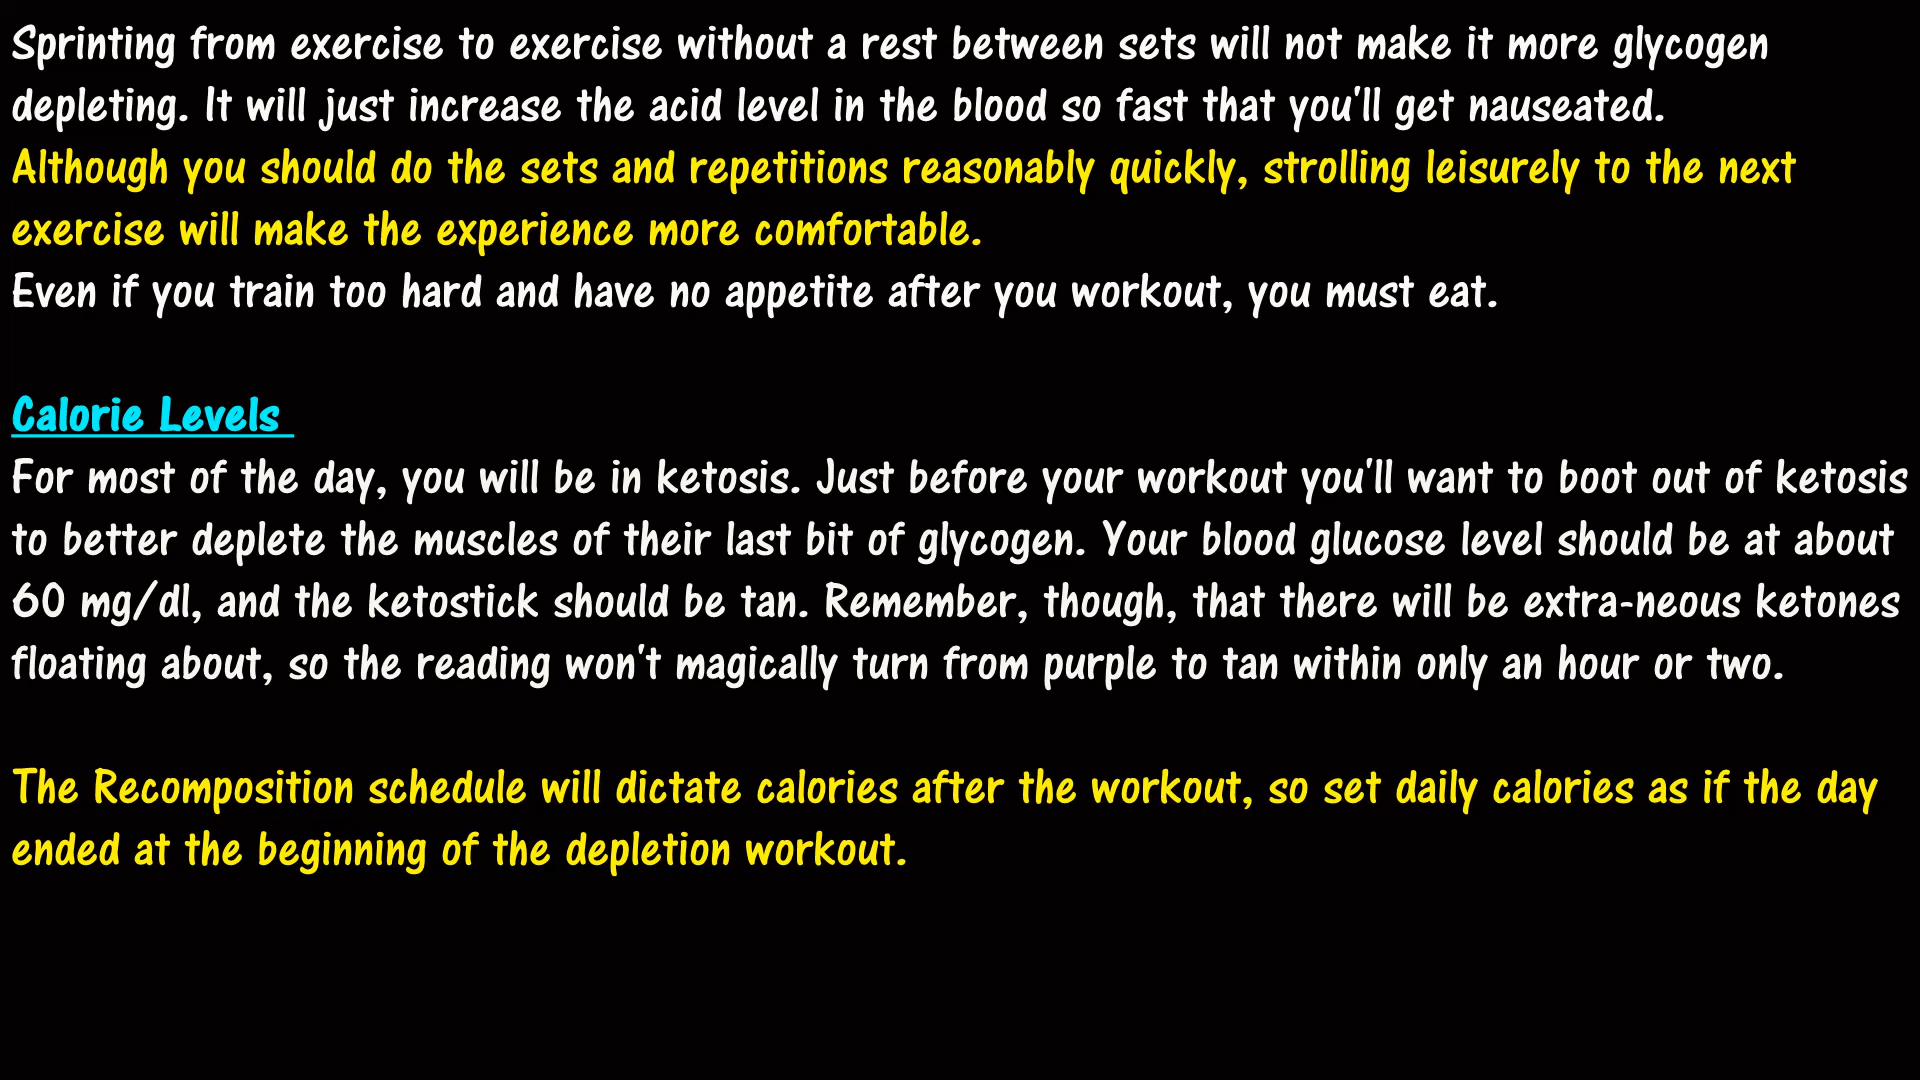 Sprinting from exercise to exercise without a rest between sets will not make it more glycogen
depleting. It will just increase the acid level in the blood so fast that you'll get nauseated.
Although you should do the sets and repetitions reasonably quickly, strolling leisurely to the next
exercise will make the experience more comfortable.
Even if you train too hard and have no appetite after you workout, you must eat.
Calorie Levels
For most of the day, you will be in ketosis. Just before your workout you'll want to boot out of ketosis
to better deplete the muscles of their last bit of glycogen. Your blood glucose level should be at about
60 mg/dl, and the ketostick should be tan. Remember, though, that there will be extra-neous ketones
floating about, so the reading won't magically turn from purple to tan within only an hour or two.
The Recomposition schedule will dictate calories after the workout, so set daily calories as if the day
ended at the beginning of the depletion workout.